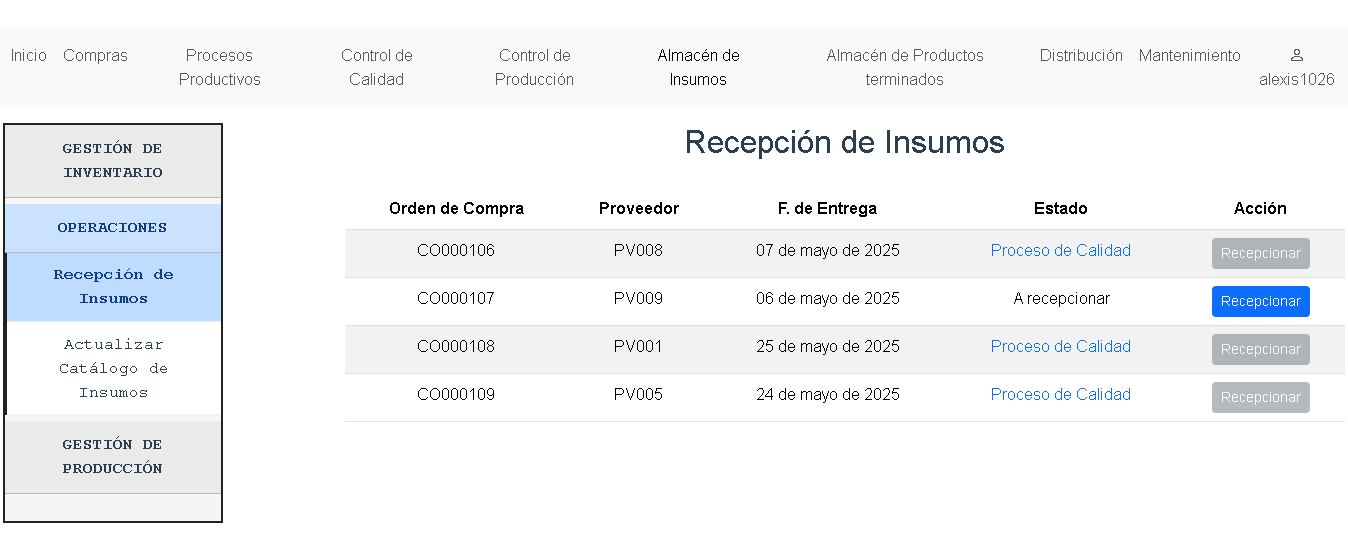 Inicio
Compras
Procesos
Productivos
Control de
Calidad
Control de
Producción
Almacén de
Insumos
Almacén de Productos
terminados
Distribución
Mantenimiento
alexis1026
GESTIÓN DE
INVENTARIO
OPERACIONES
Recepción de
Insumos
Actualizar
Catálogo de
Insumos
GESTIÓN DE
PRODUCCIÓN
Recepción de Insumos
Orden de Compra Proveedor F. de Entrega Estado Acción
CO000106 PV008 07 de mayo de 2025 Proceso de Calidad Recepcionar
CO000107 PV009 06 de mayo de 2025 A recepcionar Recepcionar
CO000108 PV001 25 de mayo de 2025 Proceso de Calidad Recepcionar
CO000109 PV005 24 de mayo de 2025 Proceso de Calidad Recepcionar